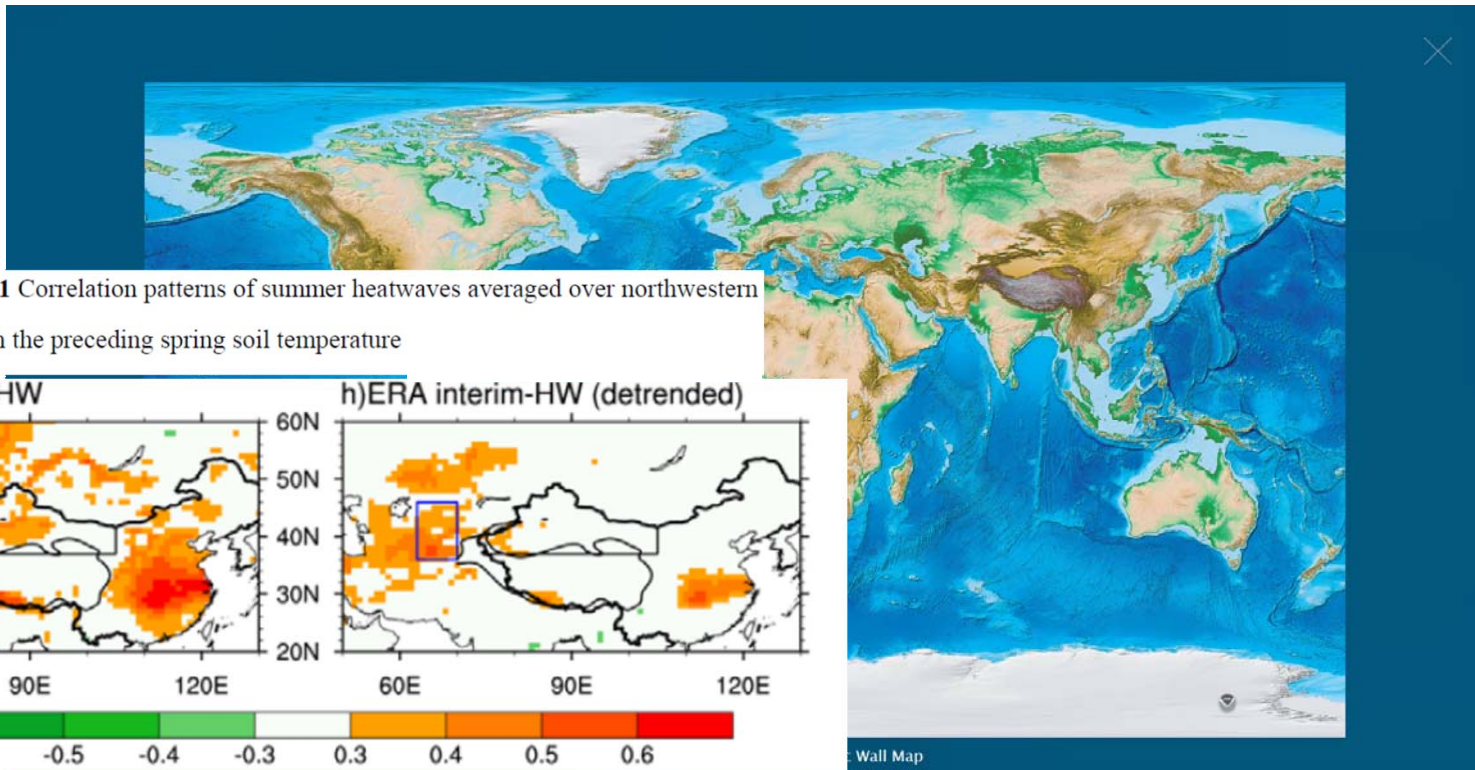 1 Correlation patterns of summer heatwaves averaged over northwestern
the preceding spring soil temperature
HW
h)ERA interim-HW (detrended)
60N
50N
40N
30N
20N
90E 120E 60E 90E 120E
-0.5 -0.4 -0.3 0.3 0.4 0.5 0.6
Wall Map